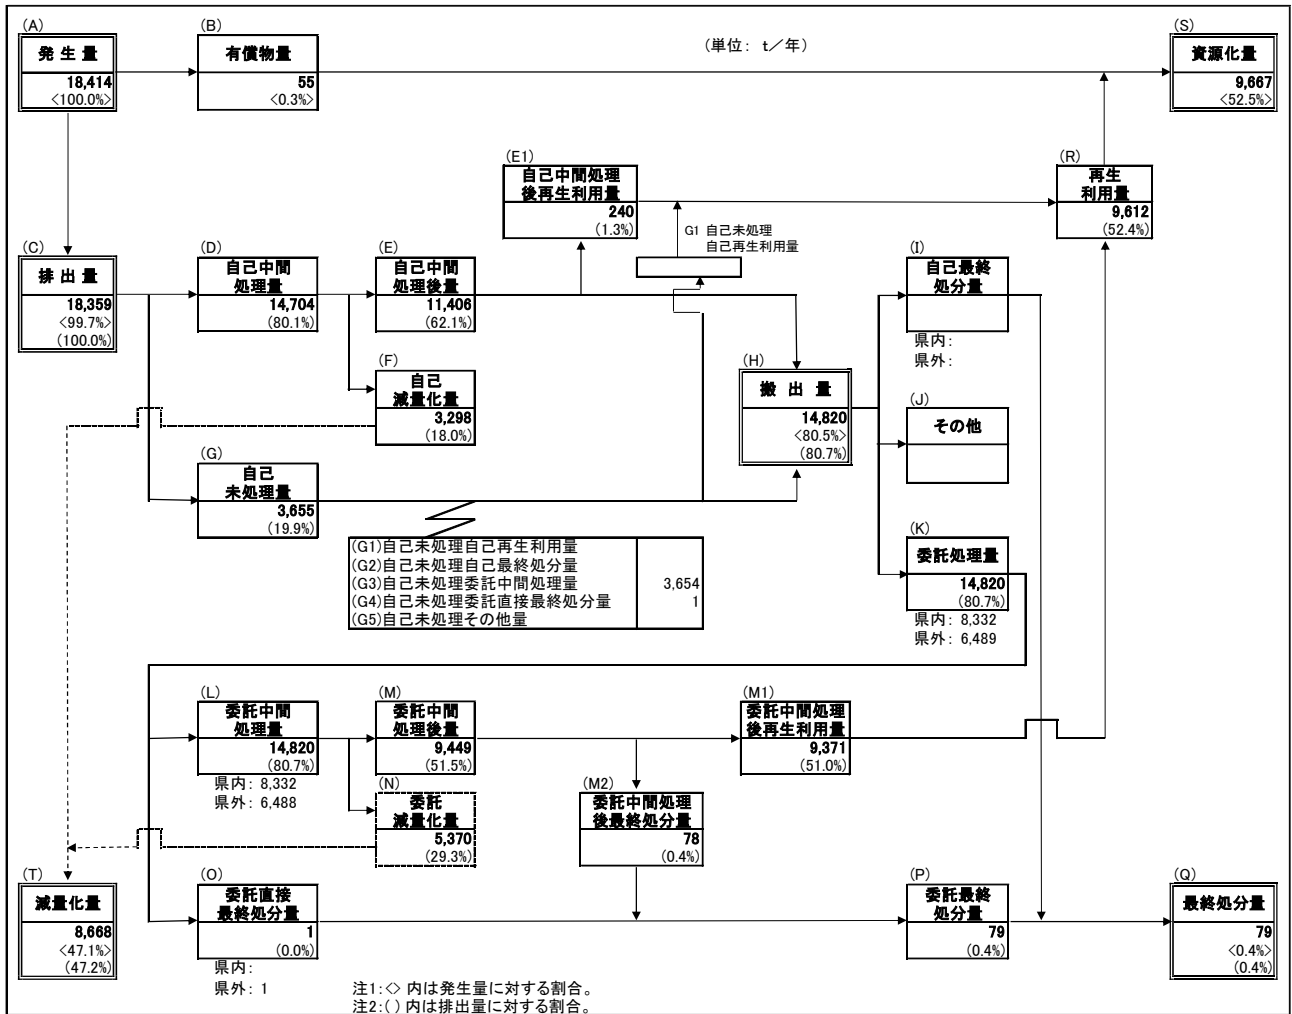 (A)
発 生 量
18,414
<100.0%>
(B)
有償物量
55
<0.3%>
(単位： t／年)
(S)
資源化量
9,667
<52.5%>
(E1)
自己中間処理
後再生利用量
240
(1.3%)
G1 自己未処理
自己再生利用量
(R)
再生
利用量
9,612
(52.4%)
(C)
排 出 量
18,359
<99.7%>
(100.0%)
(D)
自己中間
処理量
14,704
(80.1%)
(E)
自己中間
処理後量
11,406
(62.1%)
(I)
自己最終
処分量
県内：
県外：
(F)
自己
減量化量
3,298
(18.0%)
(H)
搬 出 量
14,820
<80.5%>
(80.7%)
(J)
その他
(G)
自己
未処理量
3,655
(19.9%)
(G1)自己未処理自己再生利用量
(G2)自己未処理自己最終処分量
(G3)自己未処理委託中間処理量 3,654
(G4)自己未処理委託直接最終処分量 1
(G5)自己未処理その他量
(K)
委託処理量
14,820
(80.7%)
県内： 8,332
県外： 6,489
(L)
委託中間
処理量
14,820
(80.7%)
県内： 8,332
県外： 6,488
(M)
委託中間
処理後量
9,449
(51.5%)
(M1)
委託中間処理
後再生利用量
9,371
(51.0%)
(N)
委託
減量化量
5,370
(29.3%)
(M2)
委託中間処理
後最終処分量
78
(0.4%)
(T)
減量化量
8,668
<47.1%>
(47.2%)
(O)
委託直接
最終処分量
1
(0.0%)
県内：
県外： 1
(P)
委託最終
処分量
79
(0.4%)
(Q)
最終処分量
79
<0.4%>
(0.4%)
注1:<> 内は発生量に対する割合。
注2:( ) 内は排出量に対する割合。